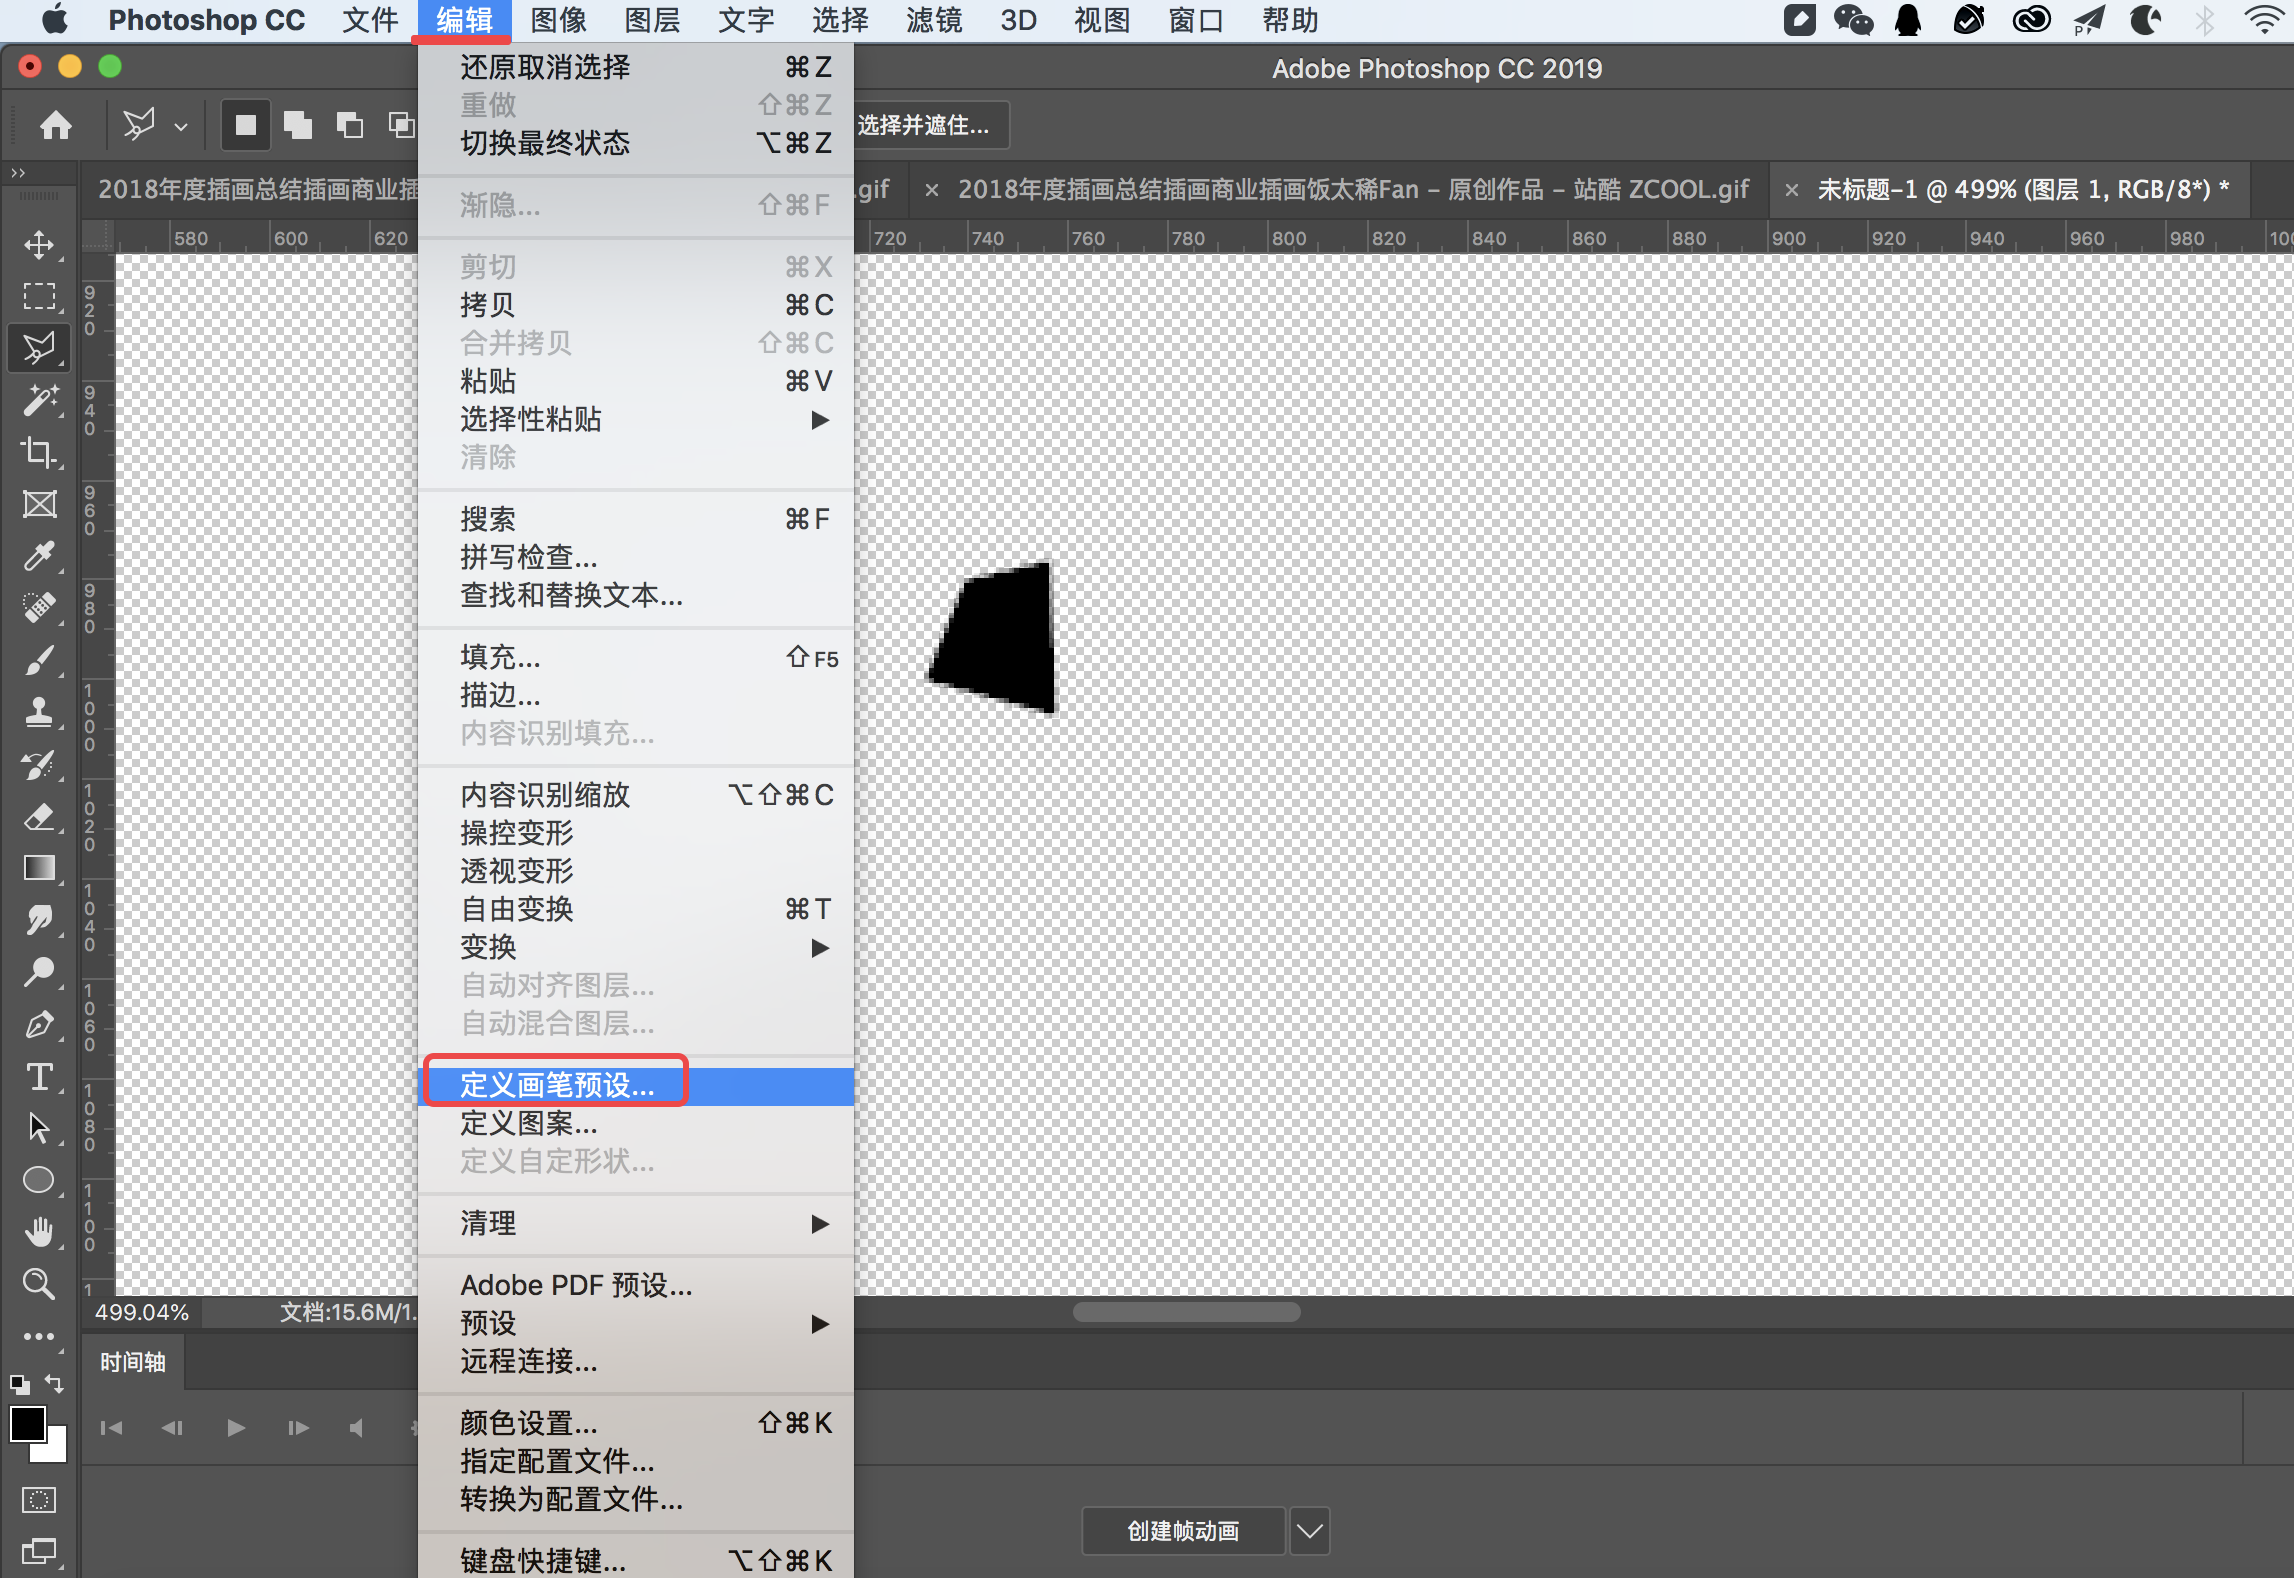 Photoshop CC 文件 编辑 图像 图层 文字 选择 滤镜 3D 视图 窗口 帮助
Adobe Photoshop CC 2019
选择并遮住...
2018年度插画总结插画商业插 .gif × 2018年度插画总结插画商业插画饭太稀Fan – 原创作品 – 站酷 ZCOOL.gif × 未标题-1 @ 499% (图层 1, RGB/8*) *
580 600 620 720 740 760 780 800 820 840 860 880 900 920 940 960 980 100
920
940
960
980
1000
1020
1040
1060
1080
1100
1
还原取消选择 ⌘Z
重做 ⇧⌘Z
切换最终状态 ⌥⌘Z
渐隐... ⇧⌘F
剪切 ⌘X
拷贝 ⌘C
合并拷贝 ⇧⌘C
粘贴 ⌘V
选择性粘贴 ▶
清除
搜索 ⌘F
拼写检查...
查找和替换文本...
填充... ⇧F5
描边...
内容识别填充...
内容识别缩放 ⌥⇧⌘C
操控变形
透视变形
自由变换 ⌘T
变换 ▶
自动对齐图层...
自动混合图层...
定义画笔预设...
定义图案...
定义自定形状...
清理 ▶
Adobe PDF 预设...
预设 ▶
远程连接...
颜色设置... ⇧⌘K
指定配置文件...
转换为配置文件...
键盘快捷键... ⌥⇧⌘K
499.04% 文档:15.6M/1.
时间轴
创建帧动画